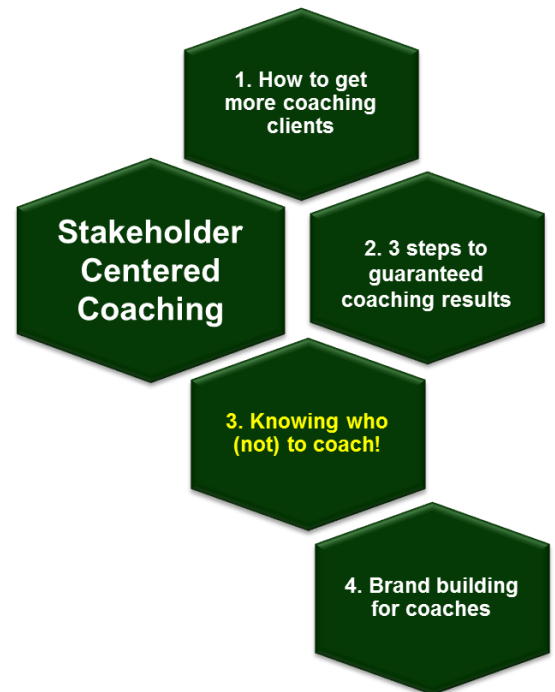 1. How to get
more coaching
clients
Stakeholder
Centered
Coaching
2. 3 steps to
guaranteed
coaching results
3. Knowing who
(not) to coach!
4. Brand building
for coaches